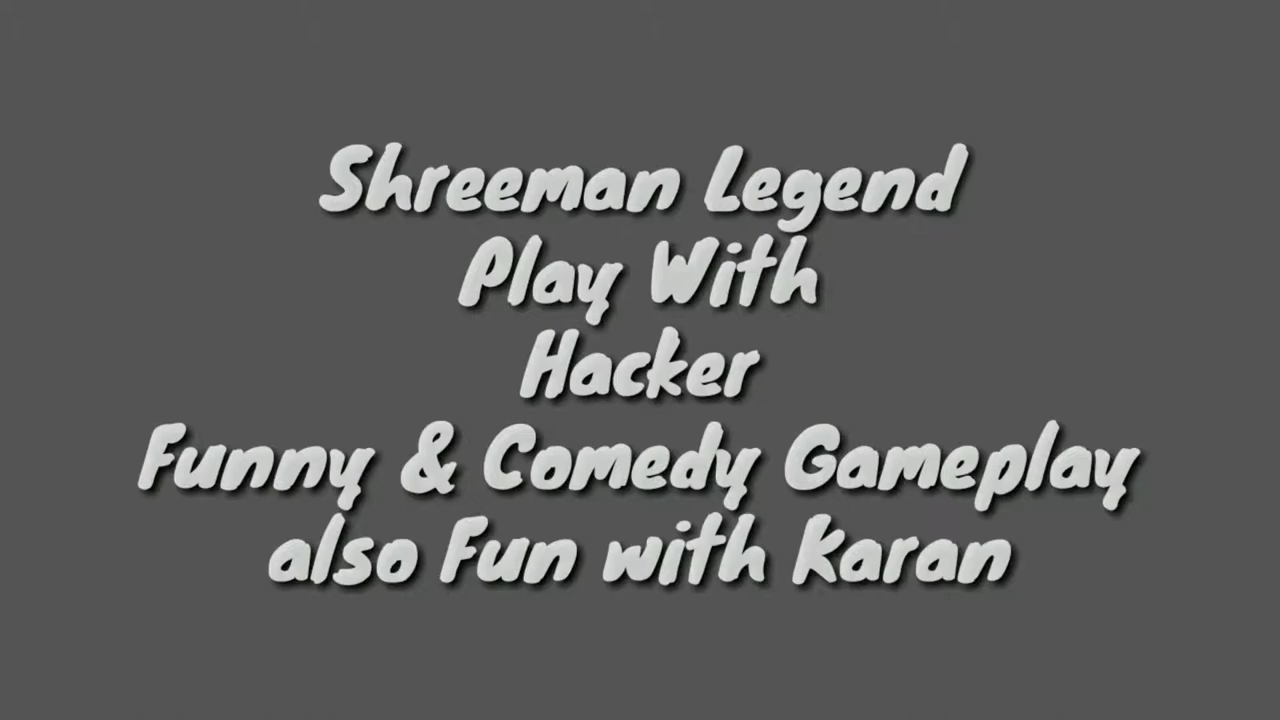 Shreeman Legend
Play With
Hacker
Funny & Comedy Gameplay
also Fun with Karan